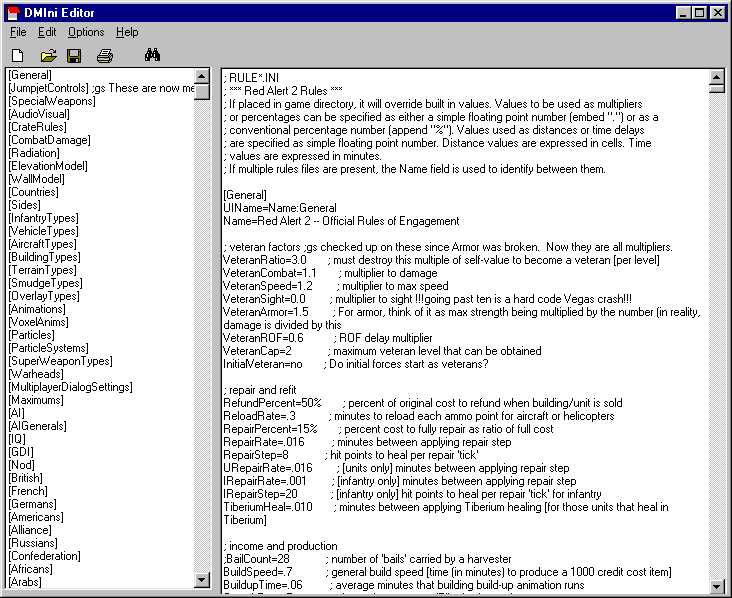 DMIni Editor
File Edit Options Help
[General]
[JumpjetControls] ;gs These are now me
[SpecialWeapons]
[AudioVisual]
[CrateRules]
[CombatDamage]
[Radiation]
[ElevationModel]
[WallModel]
[Countries]
[Sides]
[InfantryTypes]
[VehicleTypes]
[AircraftTypes]
[BuildingTypes]
[TerrainTypes]
[SmudgeTypes]
[OverlayTypes]
[Animations]
[VoxelAnims]
[Particles]
[ParticleSystems]
[SuperWeaponTypes]
[Warheads]
[MultiplayerDialogSettings]
[Maximums]
[AI]
[AIGenerals]
[IQ]
[GDI]
[Nod]
[British]
[French]
[Germans]
[Americans]
[Alliance]
[Russians]
[Confederation]
[Africans]
[Arabs]
; RULE*.INI
; *** Red Alert 2 Rules ***
; If placed in game directory, it will override built in values. Values to be used as multipliers
; or percentages can be specified as either a simple floating point number (embed ".") or as a
; conventional percentage number (append "%"). Values used as distances or time delays
; are specified as simple floating point number. Distance values are expressed in cells. Time
; values are expressed in minutes.
; If multiple rules files are present, the Name field is used to identify between them.
[General]
UIName=Name:General
Name=Red Alert 2 -- Official Rules of Engagement
; veteran factors ;gs checked up on these since Armor was broken.  Now they are all multipliers.
VeteranRatio=3.0 ; must destroy this multiple of self-value to become a veteran [per level]
VeteranCombat=1.1 ; multiplier to damage
VeteranSpeed=1.2 ; multiplier to max speed
VeteranSight=0.0 ; multiplier to sight !!!going past ten is a hard code Vegas crash!!!
VeteranArmor=1.5 ; For armor, think of it as max strength being multiplied by the number (in reality,
damage is divided by this
VeteranROF=0.6 ; ROF delay multiplier
VeteranCap=2 ; maximum veteran level that can be obtained
InitialVeteran=no ; Do initial forces start as veterans?
; repair and refit
RefundPercent=50% ; percent of original cost to refund when building/unit is sold
ReloadRate=.3 ; minutes to reload each ammo point for aircraft or helicopters
RepairPercent=15% ; percent cost to fully repair as ratio of full cost
RepairRate=.016 ; minutes between applying repair step
RepairStep=8 ; hit points to heal per repair 'tick'
URepairRate=.016 ; [units only] minutes between applying repair step
IRepairRate=.001 ; [infantry only] minutes between applying repair step
IRepairStep=20 ; [infantry only] hit points to heal per repair 'tick' for infantry
TiberiumHeal=.010 ; minutes between applying Tiberium healing [for those units that heal in
Tiberium]
; income and production
;BailCount=28 ; number of 'bails' carried by a harvester
BuildSpeed=.7 ; general build speed [time (in minutes) to produce a 1000 credit cost item]
BuildupTime=.06 ; average minutes that building build-up animation runs